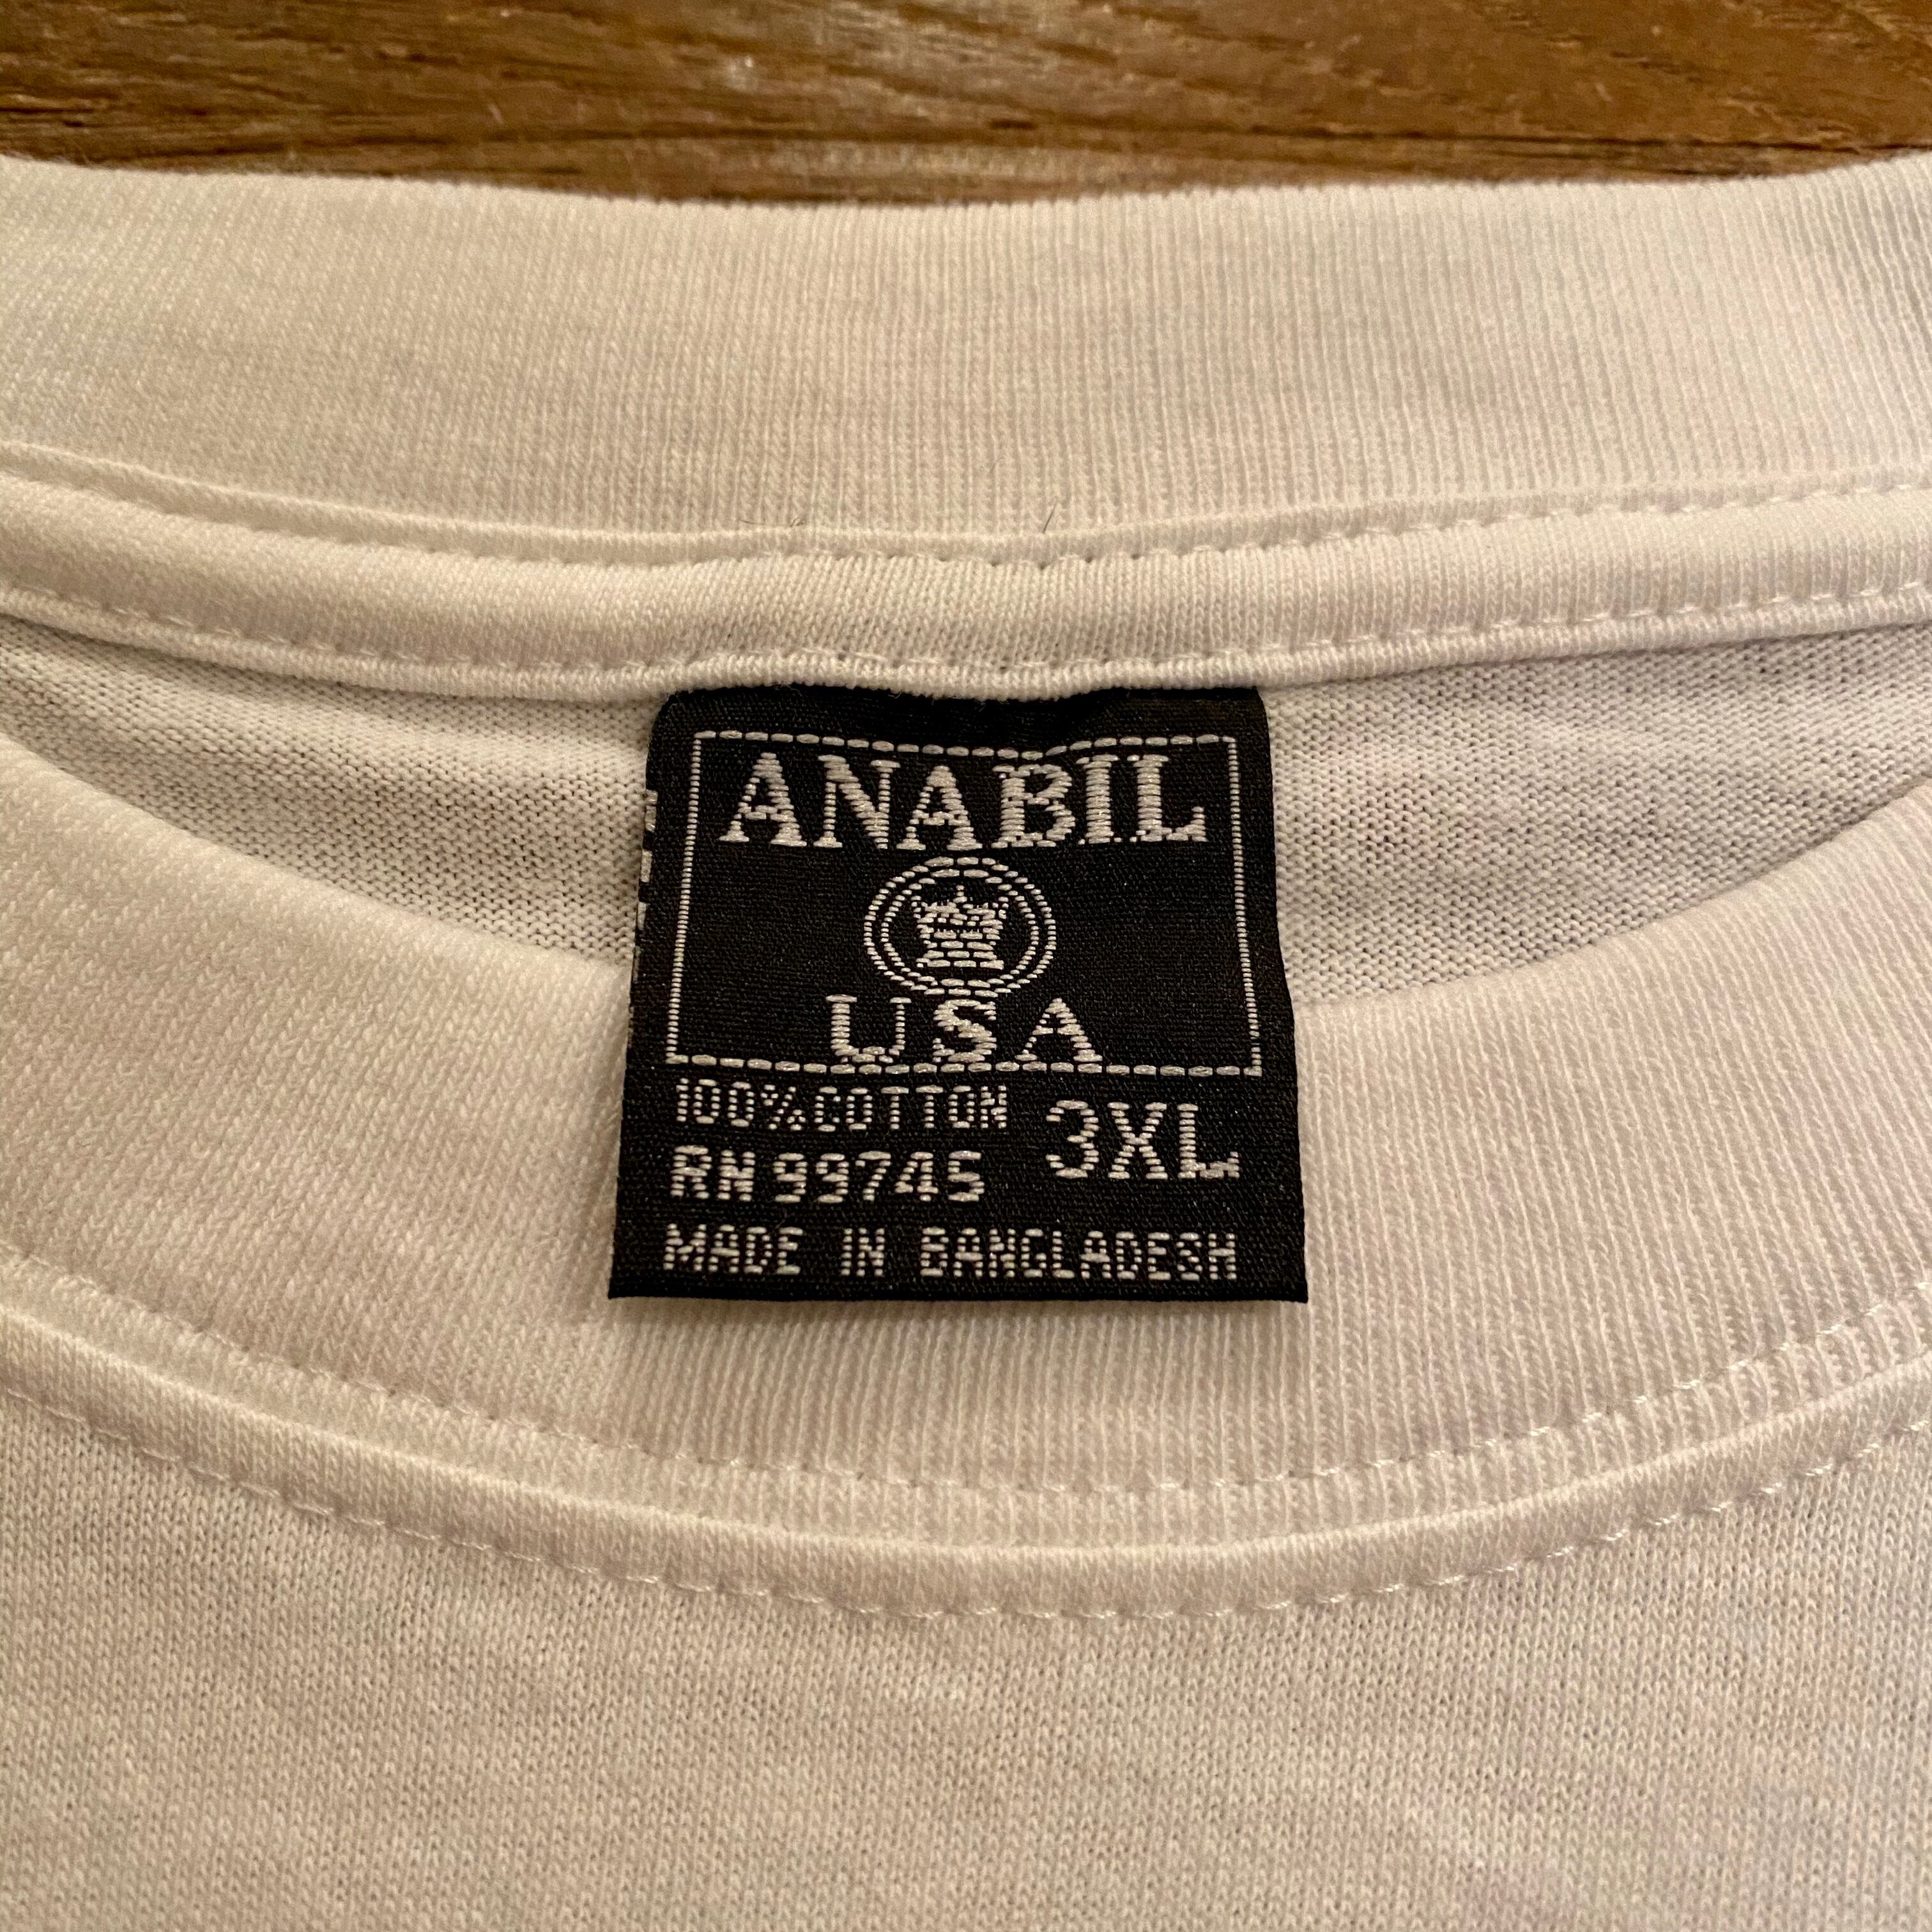 ANABIL
USA
100% COTTON
3XL
RN 99745
MADE IN BANGLADESH